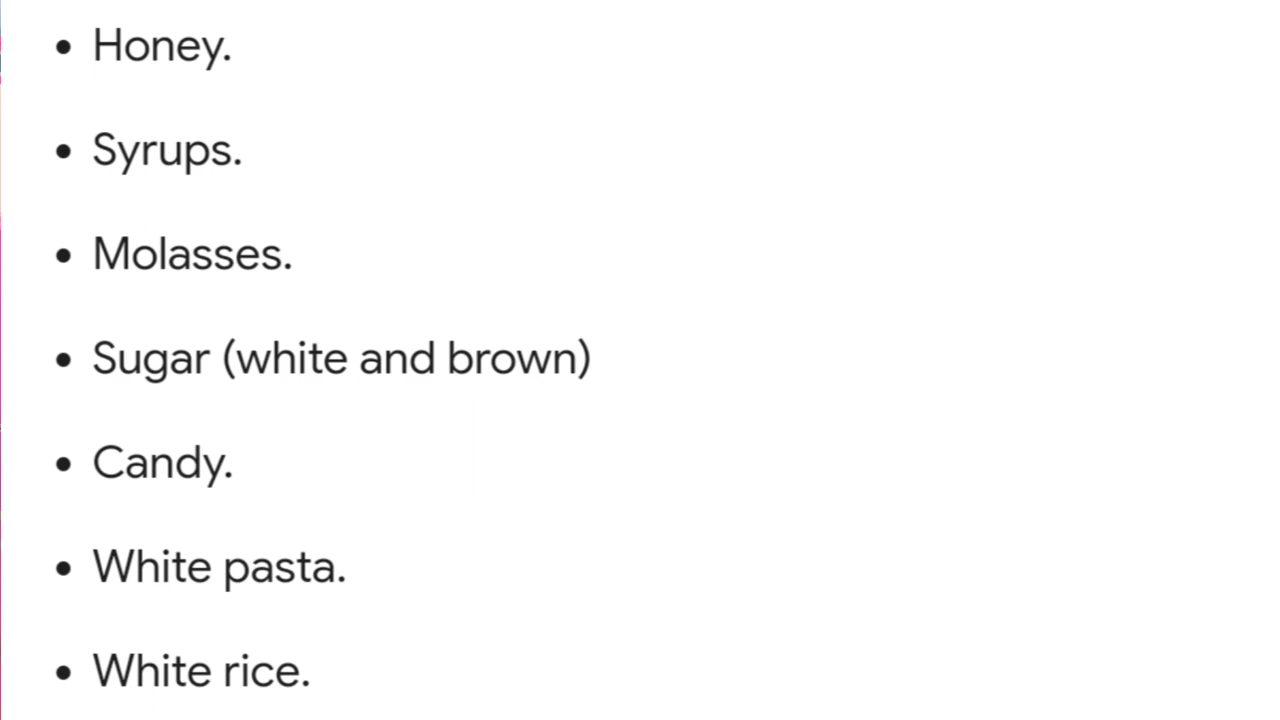 • Honey.
• Syrups.
• Molasses.
• Sugar (white and brown)
• Candy.
• White pasta.
• White rice.